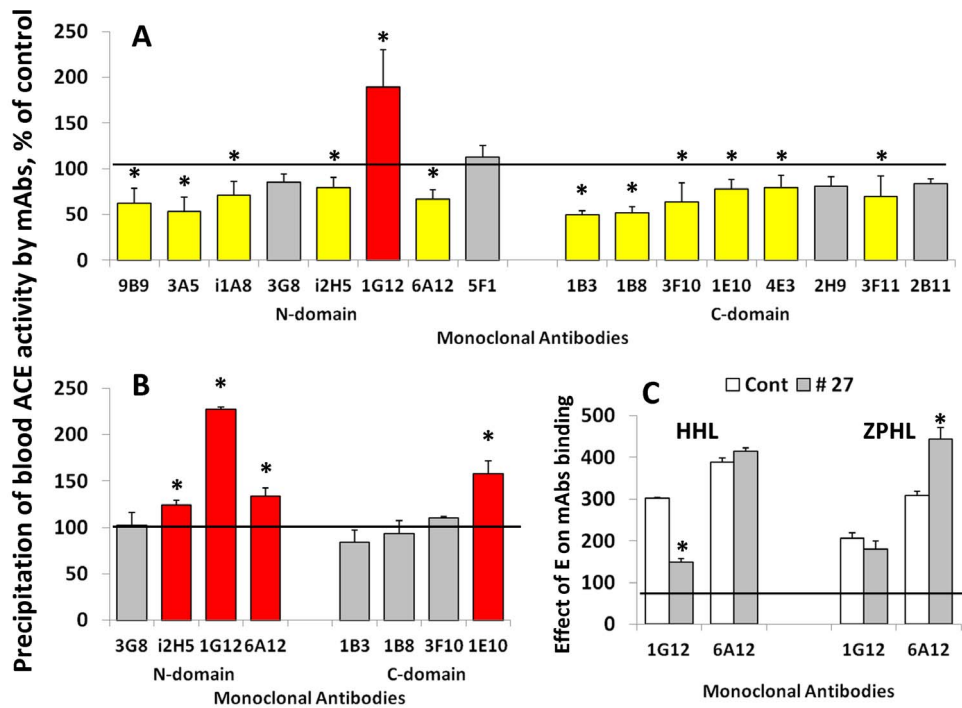 Precipitation of blood ACE activity by mAbs, % of control
A
250
200
150
100
50
0
* * * * * * * * * * * *
9B9 3A5 i1A8 3G8 i2H5 1G12 6A12 5F1 1B3 1B8 3F10 1E10 4E3 2H9 3F11 2B11
N-domain C-domain
Monoclonal Antibodies
B
250
200
150
100
50
0
* * * *
3G8 i2H5 1G12 6A12 1B3 1B8 3F10 1E10
N-domain C-domain
Monoclonal Antibodies
C
Cont # 27
HHL ZPHL
Effect of E on mAbs binding
500
400
300
200
100
0
* *
1G12 6A12 1G12 6A12
Monoclonal Antibodies